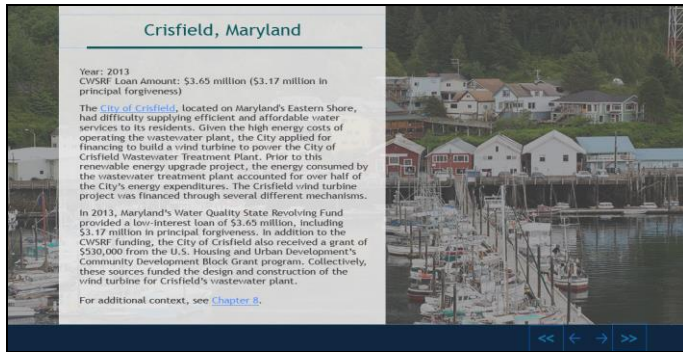 Crisfield, Maryland
Year: 2013
CWSRF Loan Amount: $3.65 million ($3.17 million in
principal forgiveness)
The City of Crisfield, located on Maryland's Eastern Shore,
had difficulty supplying efficient and affordable water
services to its residents. Given the high energy costs of
operating the wastewater plant, the City applied for
financing to build a wind turbine to power the City of
Crisfield Wastewater Treatment Plant. Prior to this
renewable energy upgrade project, the energy consumed by
the wastewater treatment plant accounted for over half of
the City's energy expenditures. The Crisfield wind turbine
project was financed through several different mechanisms.
In 2013, Maryland's Water Quality State Revolving Fund
provided a low-interest loan of $3.65 million, including
$3.17 million in principal forgiveness. In addition to the
CWSRF funding, the City of Crisfield also received a grant of
$530,000 from the U.S. Housing and Urban Development's
Community Development Block Grant program. Collectively,
these sources funded the design and construction of the
wind turbine for Crisfield's wastewater plant.
For additional context, see Chapter 8.
<< ← → >>